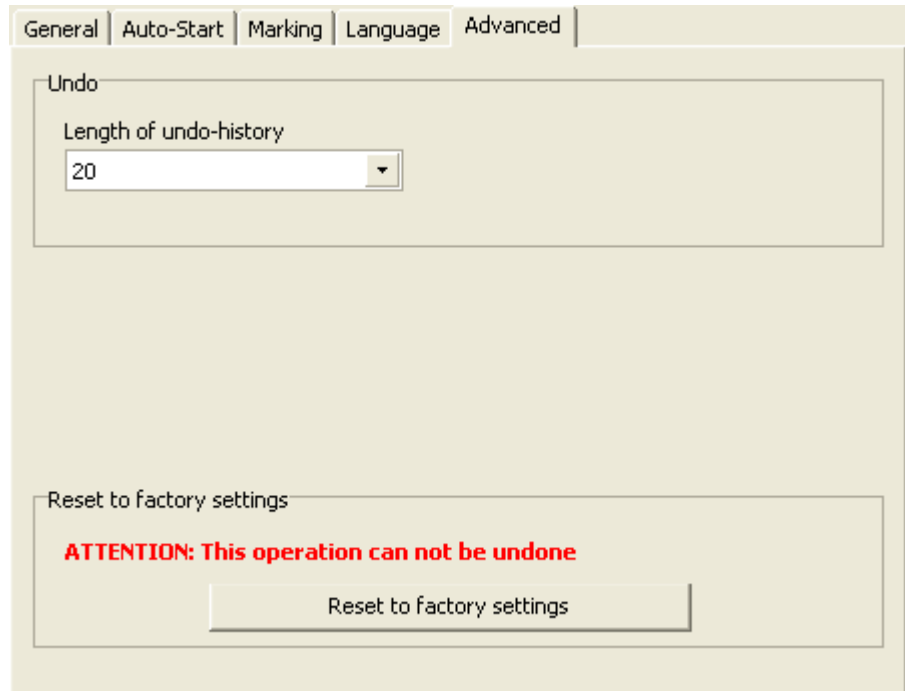 General Auto-Start Marking Language Advanced
Undo
Length of undo-history
20
Reset to factory settings
ATTENTION: This operation can not be undone
Reset to factory settings